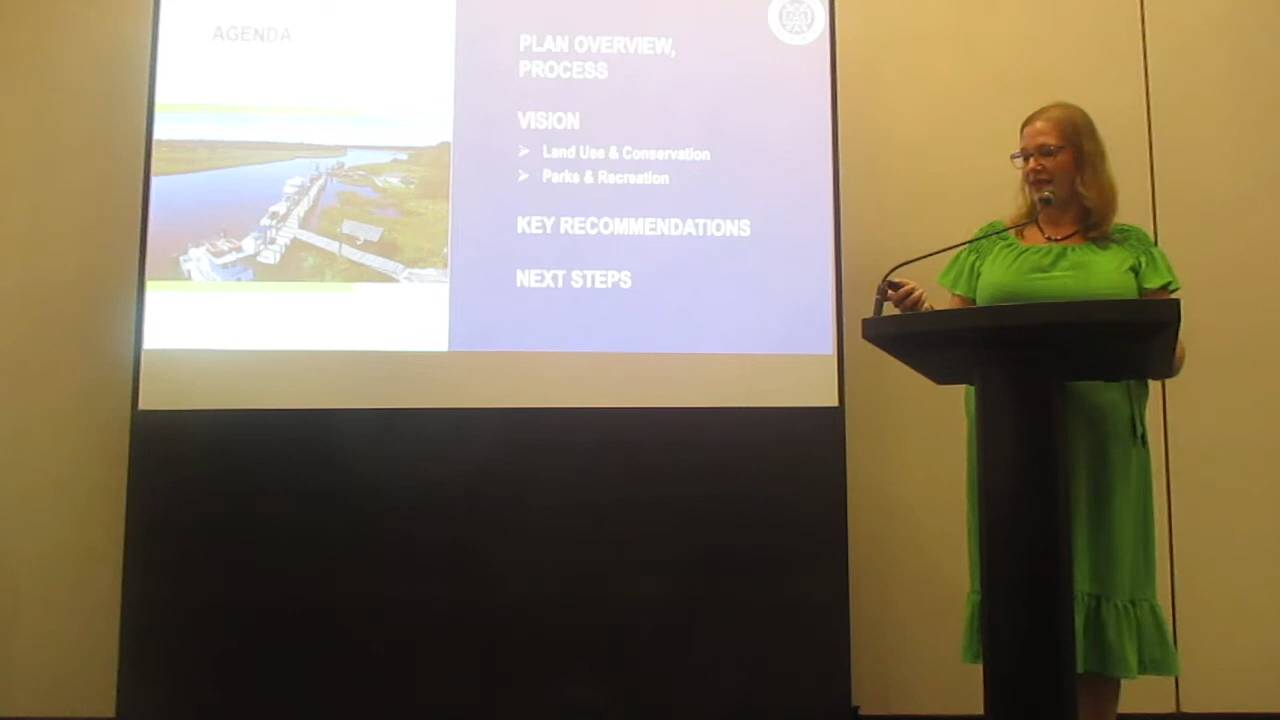 AGENDA
PLAN OVERVIEW,
PROCESS
VISION
➢ Land Use & Conservation
➢ Parks & Recreation
KEY RECOMMENDATIONS
NEXT STEPS